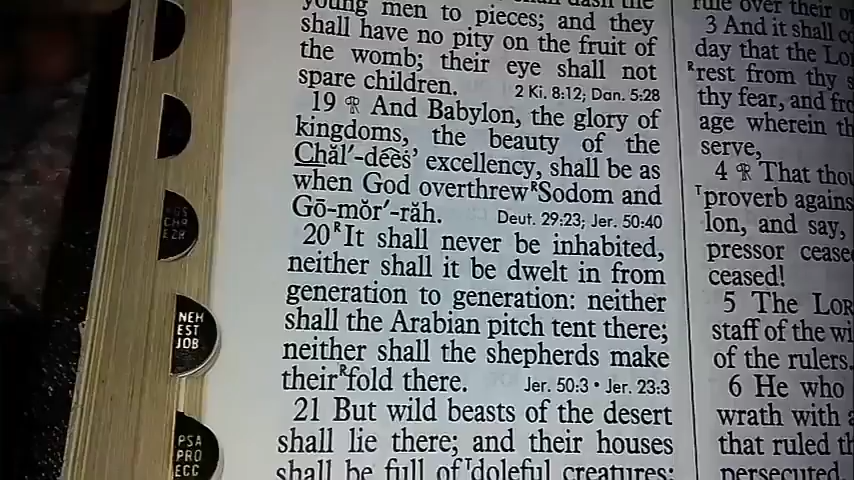 KGS
CHR
EZR
NEH
EST
JOB
PSA
PRO
ECC
young men to pieces; and they
shall have no pity on the fruit of
the womb; their eye shall not
spare children. 2 Ki. 8:12; Dan. 5:28
19 And Babylon, the glory of
kingdoms, the beauty of the
Chăl′-dēēs̑’ excellency, shall be as
when God overthrew ᴿSodom and
Gō-mŏr′-răh. Deut. 29:23; Jer. 50:40
20 ᴿIt shall never be inhabited,
neither shall it be dwelt in from
generation to generation: neither
shall the Arabian pitch tent there;
neither shall the shepherds make
their ᴿfold there. Jer. 50:3 • Jer. 23:3
21 But wild beasts of the desert
shall lie there; and their houses
shall be full of ᵀdoleful creatures;
rule over their
3 And it shall
day that the
ᴿrest from thy
thy fear, and
age wherein
serve,
4 That
ᵀproverb
lon, and say,
pressor
ceased!
5 The
staff of the
of the rulers.
6 He who
wrath with
that ruled
persecuted